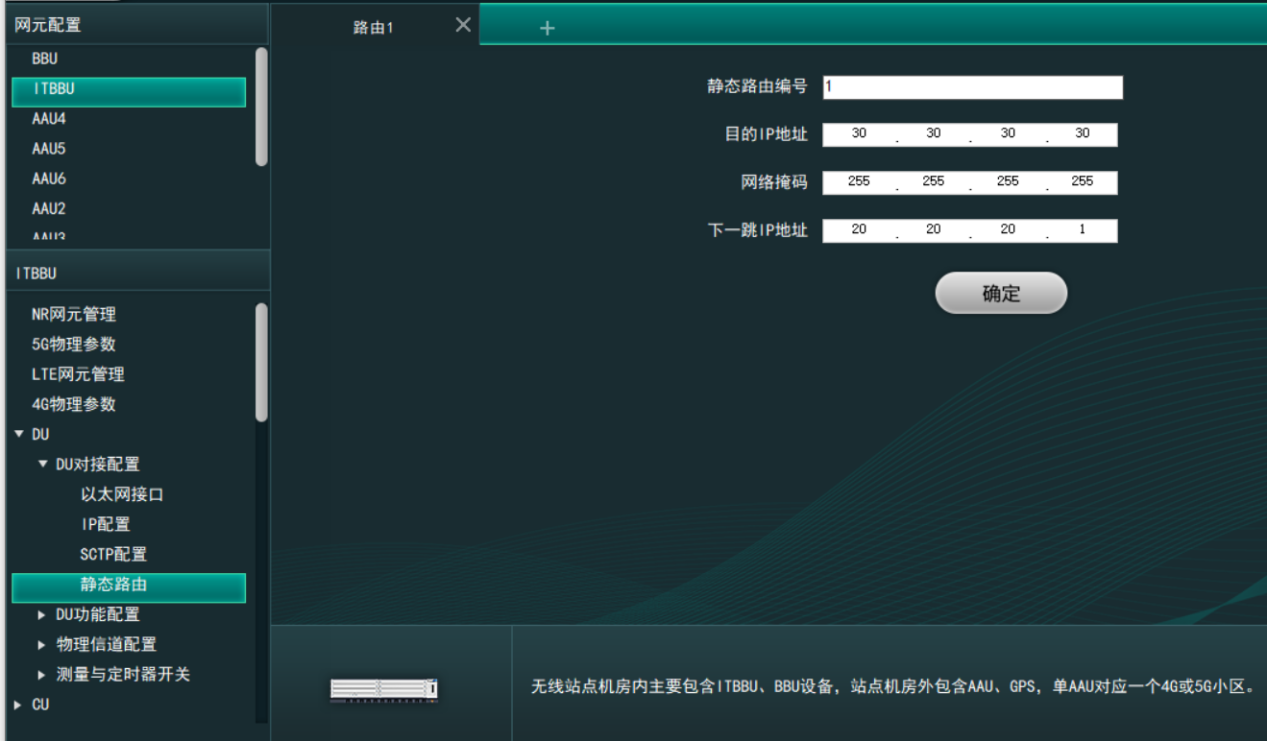 网元配置
BBU
ITBBU
AAU4
AAU5
AAU6
AAU2
AAU3
ITBBU
NR网元管理
5G物理参数
LTE网元管理
4G物理参数
DU
DU对接配置
以太网接口
IP配置
SCTP配置
静态路由
DU功能配置
物理信道配置
测量与定时器开关
CU
路由1
静态路由编号 1
目的IP地址 30 . 30 . 30 . 30
网络掩码 255 . 255 . 255 . 255
下一跳IP地址 20 . 20 . 20 . 1
确定
无线站点机房内主要包含ITBBU、BBU设备，站点机房外包含AAU、GPS，单AAU对应一个4G或5G小区。